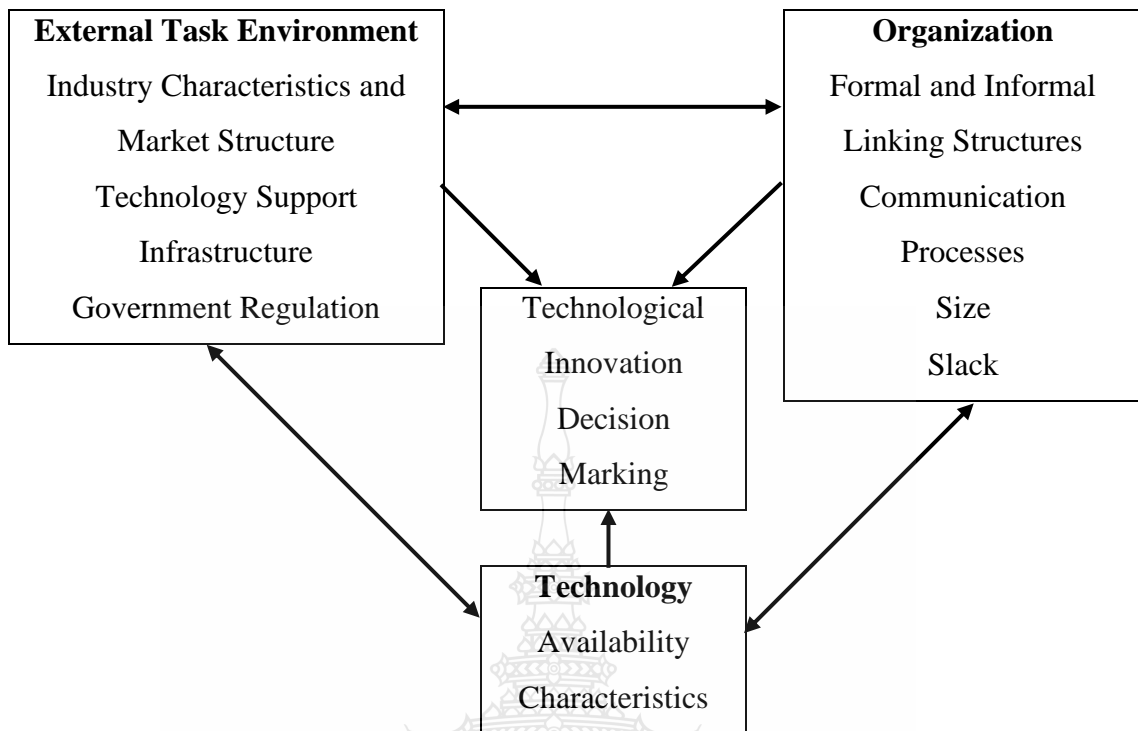 External Task Environment
Industry Characteristics and
Market Structure
Technology Support
Infrastructure
Government Regulation
Organization
Formal and Informal
Linking Structures
Communication
Processes
Size
Slack
Technological
Innovation
Decision
Marking
Technology
Availability
Characteristics